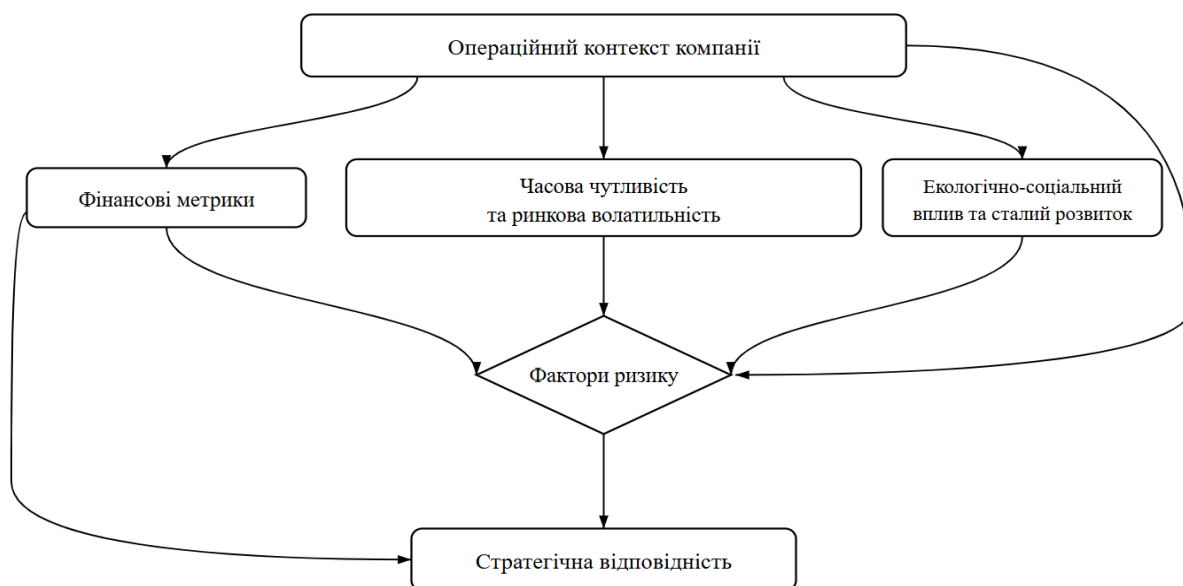 Операційний контекст компанії
Фінансові метрики
Часова чутливість
та ринкова волатильність
Екологічно-соціальний
вплив та сталий розвиток
Фактори ризику
Стратегічна відповідність